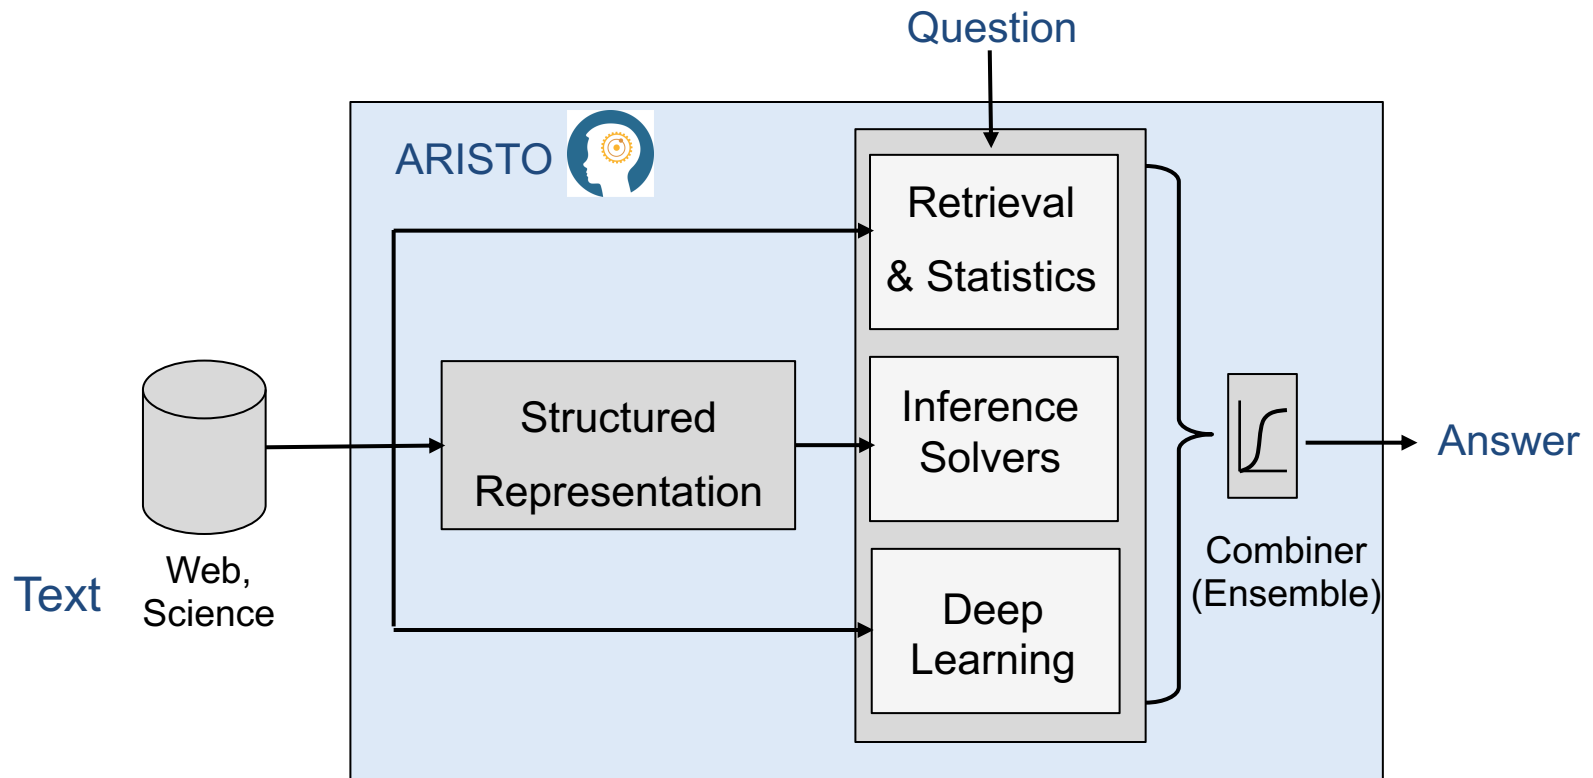 Question
ARISTO
Retrieval
& Statistics
Structured
Representation
Inference
Solvers
Deep
Learning
Text
Web,
Science
Combiner
(Ensemble)
Answer